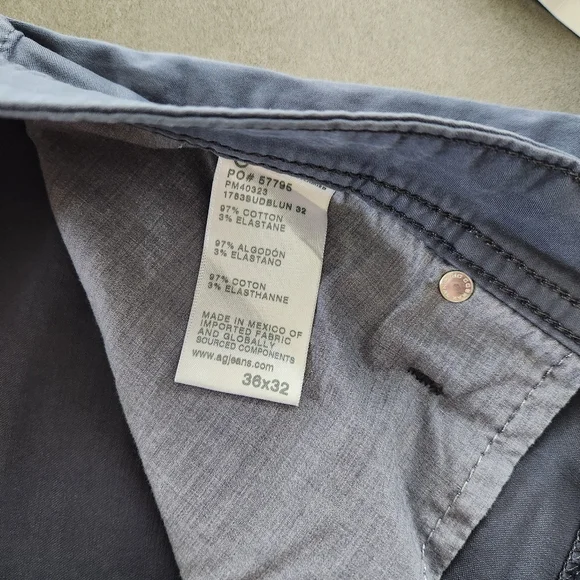 PO# 57795
PM40323
1783SUDBLUN 32
97% COTTON
3% ELASTANE
97% ALGODÓN
3% ELASTANO
97% COTON
3% ELASTHANNE
MADE IN MEXICO OF
IMPORTED FABRIC
AND GLOBALLY
SOURCED COMPONENTS
www.agjeans.com
36x32